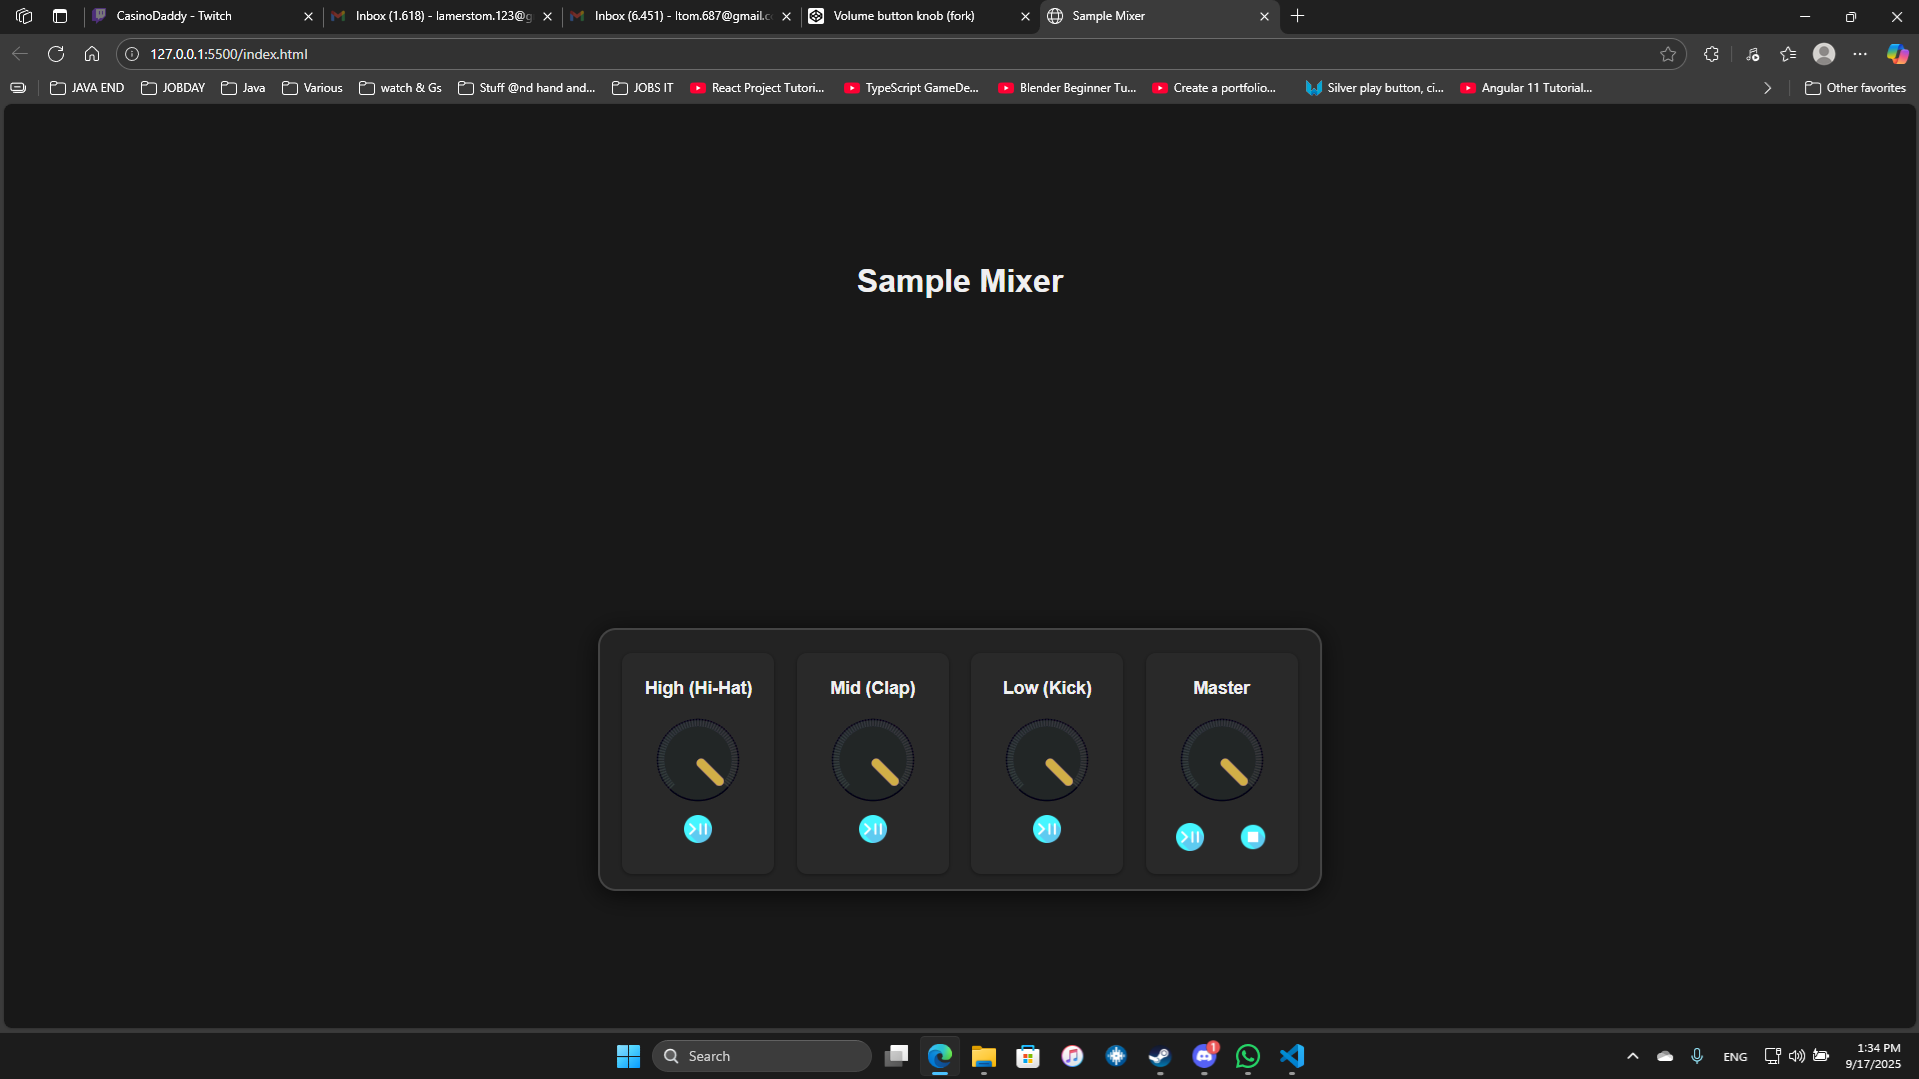 CasinoDaddy - Twitch
Inbox (1.618) - lamerstom.123@g
Inbox (6.451) - ltom.687@gmail.c
Volume button knob (fork)
Sample Mixer
127.0.0.1:5500/index.html
JAVA END
JOBDAY
Java
Various
watch & Gs
Stuff @nd hand and...
JOBS IT
React Project Tutori...
TypeScript GameDe...
Blender Beginner Tu...
Create a portfolio...
Silver play button, ci...
Angular 11 Tutorial...
Other favorites
Sample Mixer
High (Hi-Hat)
Mid (Clap)
Low (Kick)
Master
Search
1
ENG
1:34 PM
9/17/2025